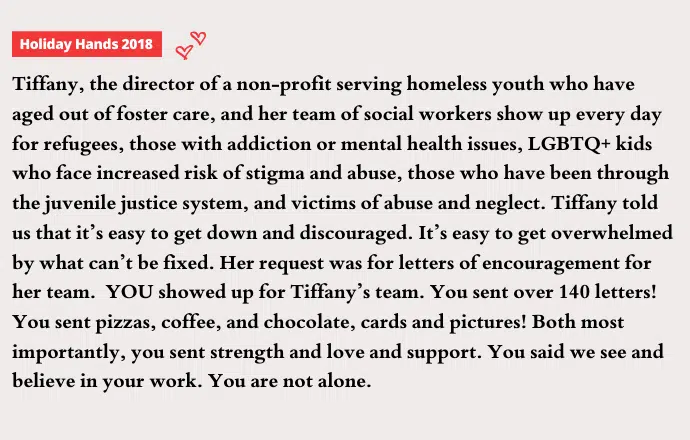 Holiday Hands 2018
Tiffany, the director of a non-profit serving homeless youth who have
aged out of foster care, and her team of social workers show up every day
for refugees, those with addiction or mental health issues, LGBTQ+ kids
who face increased risk of stigma and abuse, those who have been through
the juvenile justice system, and victims of abuse and neglect. Tiffany told
us that it’s easy to get down and discouraged. It’s easy to get overwhelmed
by what can’t be fixed. Her request was for letters of encouragement for
her team.  YOU showed up for Tiffany’s team. You sent over 140 letters!
You sent pizzas, coffee, and chocolate, cards and pictures! Both most
importantly, you sent strength and love and support. You said we see and
believe in your work. You are not alone.